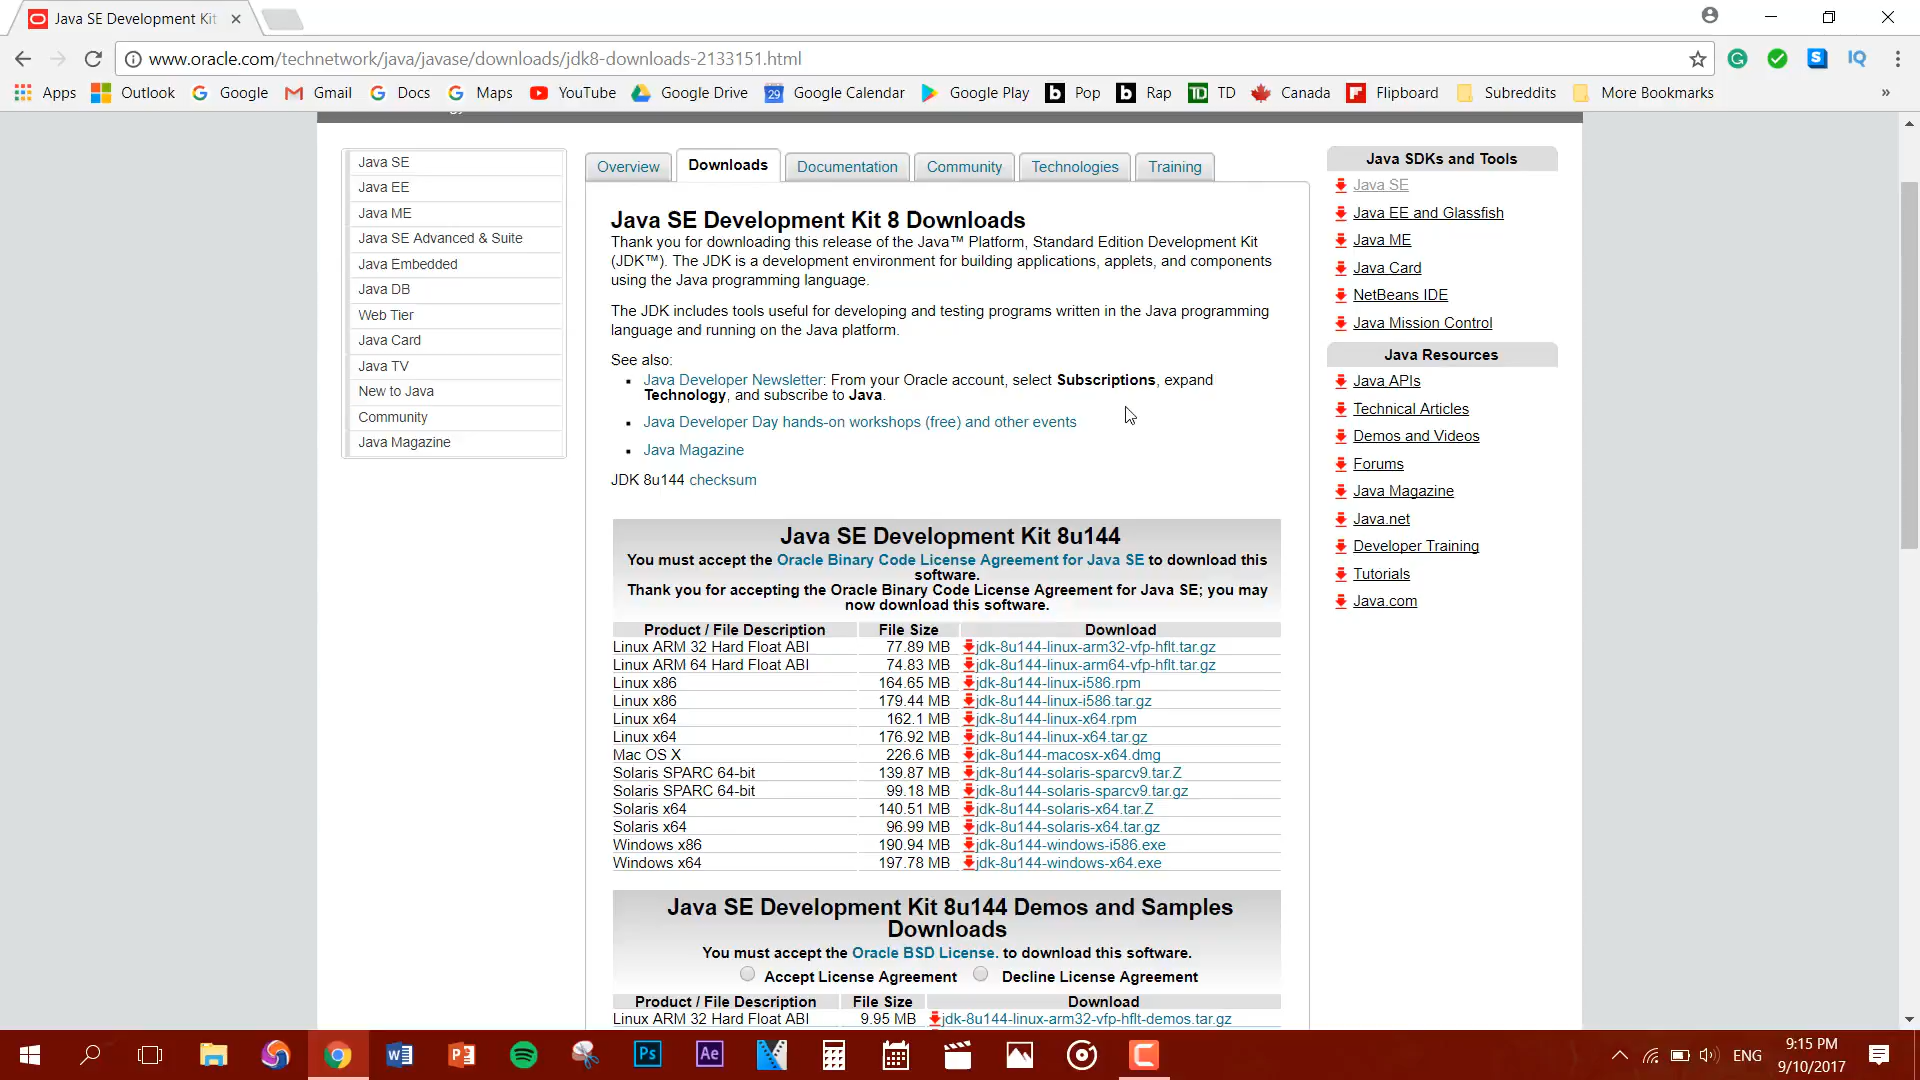 Java SE Development Kit
www.oracle.com/technetwork/java/javase/downloads/jdk8-downloads-2133151.html
Apps Outlook Google Gmail Docs Maps YouTube Google Drive Google Calendar Google Play Pop Rap TD Canada Flipboard Subreddits More Bookmarks »
Java SE
Java EE
Java ME
Java SE Advanced & Suite
Java Embedded
Java DB
Web Tier
Java Card
Java TV
New to Java
Community
Java Magazine
Overview Downloads Documentation Community Technologies Training
Java SE Development Kit 8 Downloads
Thank you for downloading this release of the Java™ Platform, Standard Edition Development Kit
(JDK™). The JDK is a development environment for building applications, applets, and components
using the Java programming language.
The JDK includes tools useful for developing and testing programs written in the Java programming
language and running on the Java platform.
See also:
Java Developer Newsletter: From your Oracle account, select Subscriptions, expand
Technology, and subscribe to Java.
Java Developer Day hands-on workshops (free) and other events
Java Magazine
JDK 8u144 checksum
Java SE Development Kit 8u144
You must accept the Oracle Binary Code License Agreement for Java SE to download this
software.
Thank you for accepting the Oracle Binary Code License Agreement for Java SE; you may
now download this software.
Product / File Description File Size Download
Linux ARM 32 Hard Float ABI 77.89 MB jdk-8u144-linux-arm32-vfp-hflt.tar.gz
Linux ARM 64 Hard Float ABI 74.83 MB jdk-8u144-linux-arm64-vfp-hflt.tar.gz
Linux x86 164.65 MB jdk-8u144-linux-i586.rpm
Linux x86 179.44 MB jdk-8u144-linux-i586.tar.gz
Linux x64 162.1 MB jdk-8u144-linux-x64.rpm
Linux x64 176.92 MB jdk-8u144-linux-x64.tar.gz
Mac OS X 226.6 MB jdk-8u144-macosx-x64.dmg
Solaris SPARC 64-bit 139.87 MB jdk-8u144-solaris-sparcv9.tar.Z
Solaris SPARC 64-bit 99.18 MB jdk-8u144-solaris-sparcv9.tar.gz
Solaris x64 140.51 MB jdk-8u144-solaris-x64.tar.Z
Solaris x64 96.99 MB jdk-8u144-solaris-x64.tar.gz
Windows x86 190.94 MB jdk-8u144-windows-i586.exe
Windows x64 197.78 MB jdk-8u144-windows-x64.exe
Java SE Development Kit 8u144 Demos and Samples
Downloads
You must accept the Oracle BSD License. to download this software.
Accept License Agreement Decline License Agreement
Product / File Description File Size Download
Linux ARM 32 Hard Float ABI 9.95 MB jdk-8u144-linux-arm32-vfp-hflt-demos.tar.gz
Java SDKs and Tools
Java SE
Java EE and Glassfish
Java ME
Java Card
NetBeans IDE
Java Mission Control
Java Resources
Java APIs
Technical Articles
Demos and Videos
Forums
Java Magazine
Java.net
Developer Training
Tutorials
Java.com
ENG
9:15 PM
9/10/2017